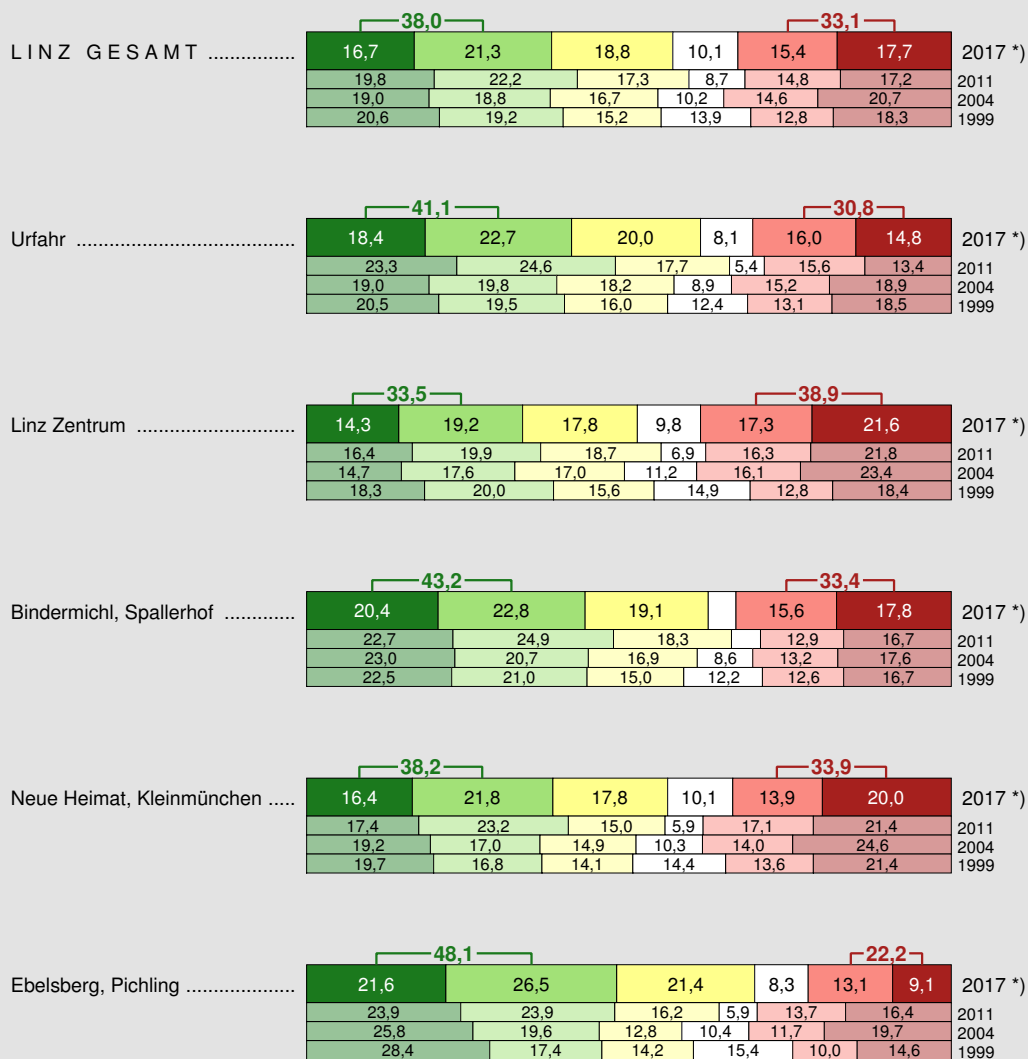 38,0 33,1
LINZ GESAMT ................ 16,7 21,3 18,8 10,1 15,4 17,7 2017 *)
19,8 22,2 17,3 8,7 14,8 17,2 2011
19,0 18,8 16,7 10,2 14,6 20,7 2004
20,6 19,2 15,2 13,9 12,8 18,3 1999
41,1 30,8
Urfahr ........................................ 18,4 22,7 20,0 8,1 16,0 14,8 2017 *)
23,3 24,6 17,7 5,4 15,6 13,4 2011
19,0 19,8 18,2 8,9 15,2 18,9 2004
20,5 19,5 16,0 12,4 13,1 18,5 1999
33,5 38,9
Linz Zentrum ............................. 14,3 19,2 17,8 9,8 17,3 21,6 2017 *)
16,4 19,9 18,7 6,9 16,3 21,8 2011
14,7 17,6 17,0 11,2 16,1 23,4 2004
18,3 20,0 15,6 14,9 12,8 18,4 1999
43,2 33,4
Bindermichl, Spallerhof ............. 20,4 22,8 19,1 15,6 17,8 2017 *)
22,7 24,9 18,3 12,9 16,7 2011
23,0 20,7 16,9 8,6 13,2 17,6 2004
22,5 21,0 15,0 12,2 12,6 16,7 1999
38,2 33,9
Neue Heimat, Kleinmünchen ..... 16,4 21,8 17,8 10,1 13,9 20,0 2017 *)
17,4 23,2 15,0 5,9 17,1 21,4 2011
19,2 17,0 14,9 10,3 14,0 24,6 2004
19,7 16,8 14,1 14,4 13,6 21,4 1999
48,1 22,2
Ebelsberg, Pichling .................... 21,6 26,5 21,4 8,3 13,1 9,1 2017 *)
23,9 23,9 16,2 5,9 13,7 16,4 2011
25,8 19,6 12,8 10,4 11,7 19,7 2004
28,4 17,4 14,2 15,4 10,0 14,6 1999